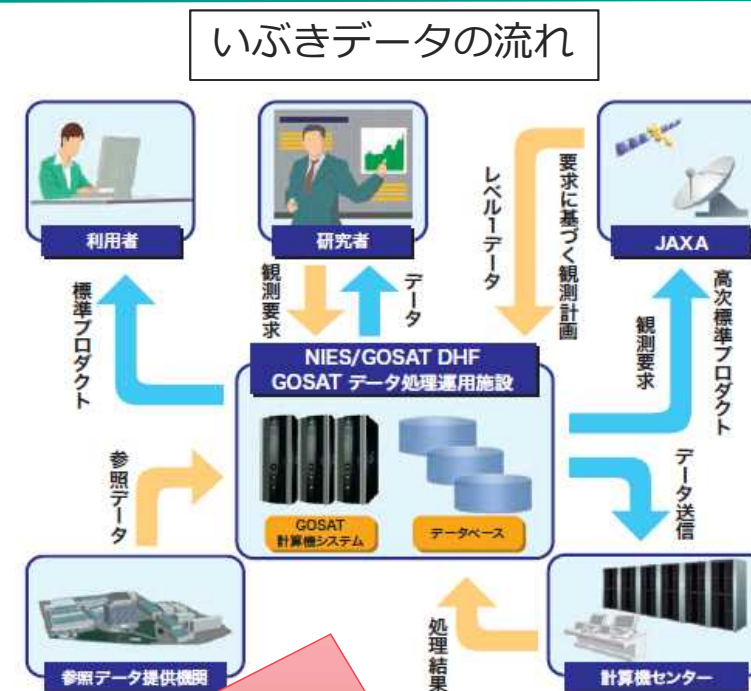 いぶきデータの流れ
利用者
研究者
JAXA
レベル1データ
要求に基づく観測計画
標準プロダクト
観測要求
データ
観測要求
高次標準プロダクト
NIES/GOSAT DHF
GOSAT データ処理運用施設
GOSAT
計算機システム
データベース
参照データ
データ送信
参照データ提供機関
処理結果
計算機センター